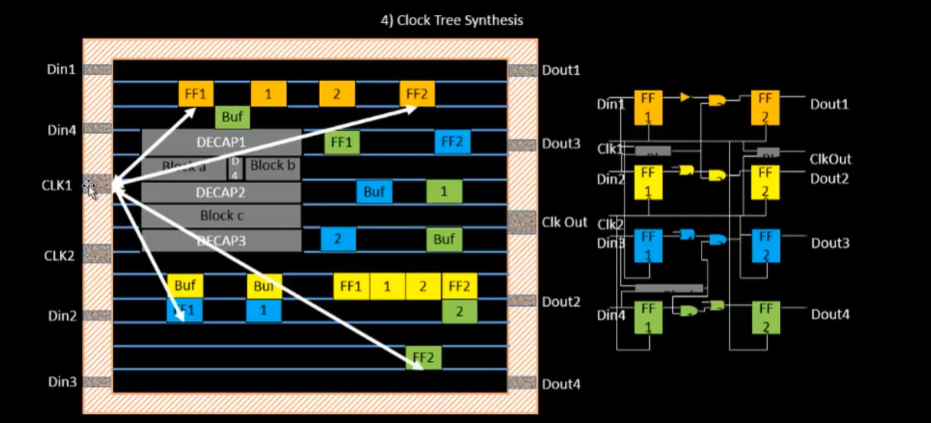 4) Clock Tree Synthesis
Din1
Din4
CLK1
CLK2
Din2
Din3
FF1 1 2 FF2
Buf
DECAP1 FF1 FF2
Block a D Block b
4
DECAP2 Buf 1
Block c
DECAP3 2 Buf
Buf Buf FF1 1 2 FF2
1 2
FF2
Dout1
Dout3
Clk Out
Dout2
Dout4
Din1 FF FF Dout1
1 2
Clk1 ClkOut
Din2 FF FF Dout2
1 2
Clk2
Din3 FF FF Dout3
1 2
Din4 FF FF Dout4
1 2